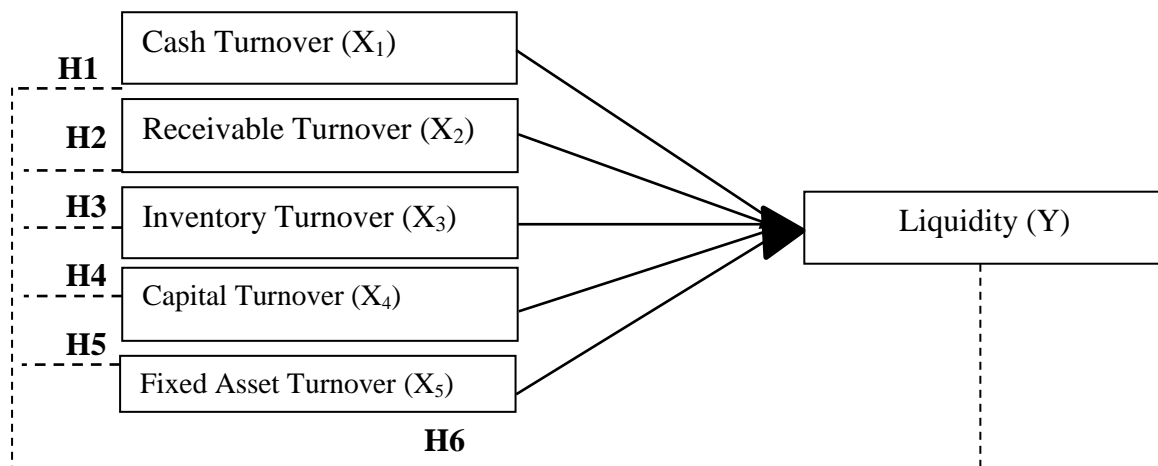 Cash Turnover (X₁)
H1
Receivable Turnover (X₂)
H2
H3
Inventory Turnover (X₃)
Liquidity (Y)
H4
Capital Turnover (X₄)
H5
Fixed Asset Turnover (X₅)
H6